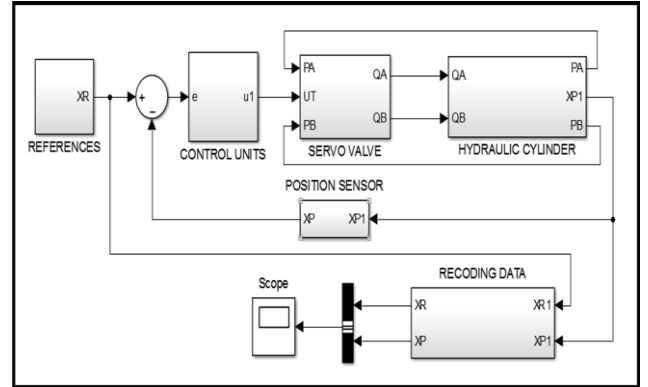 XR
REFERENCES
+
−
e
u1
CONTROL UNITS
PA
UT
PB
QA
QB
SERVO VALVE
QA
QB
PA
XP1
PB
HYDRAULIC CYLINDER
POSITION SENSOR
XP
XP1
Scope
RECODING DATA
XR
XP
XR1
XP1